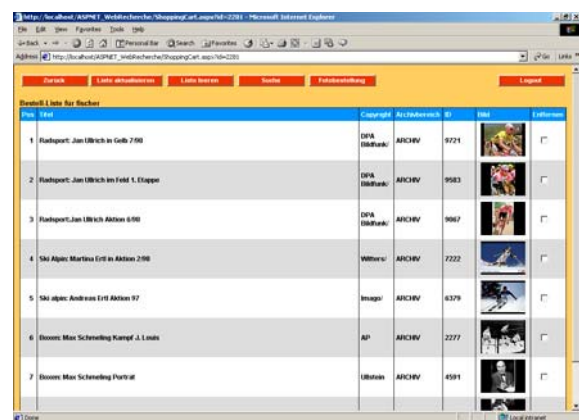 http://localhost/ASPNET_WebRecherche/ShoppingCart.aspx?id=2281 - Microsoft Internet Explorer
File Edit View Favorites Tools Help
Back Personal Bar Search Favorites
Address http://localhost/ASPNET_WebRecherche/ShoppingCart.aspx?id=2281 Go Links
Zurück Liste aktualisieren Liste leeren Suche Fotobestellung Logout
Bestell-Liste für fischer
Pos Titel Copyright Archivbereich ID Bild Entfernen
1 Radsport: Jan Ullrich in Gelb 7/98 DPA Bildfunk/ ARCHIV 9721
2 Radsport: Jan Ullrich im Feld 1. Etappe DPA Bildfunk/ ARCHIV 9583
3 Radsport:Jan Ullrich Aktion 6/98 DPA Bildfunk/ ARCHIV 9067
4 Ski Alpin: Martina Ertl in Aktion 2/98 Witters/ ARCHIV 7222
5 Ski alpin: Andreas Ertl Aktion 97 Imago/ ARCHIV 6379
6 Boxen: Max Schmeling Kampf J. Louis AP ARCHIV 2277
7 Boxen: Max Schmeling Porträt Ullstein ARCHIV 4591
Done Local intranet